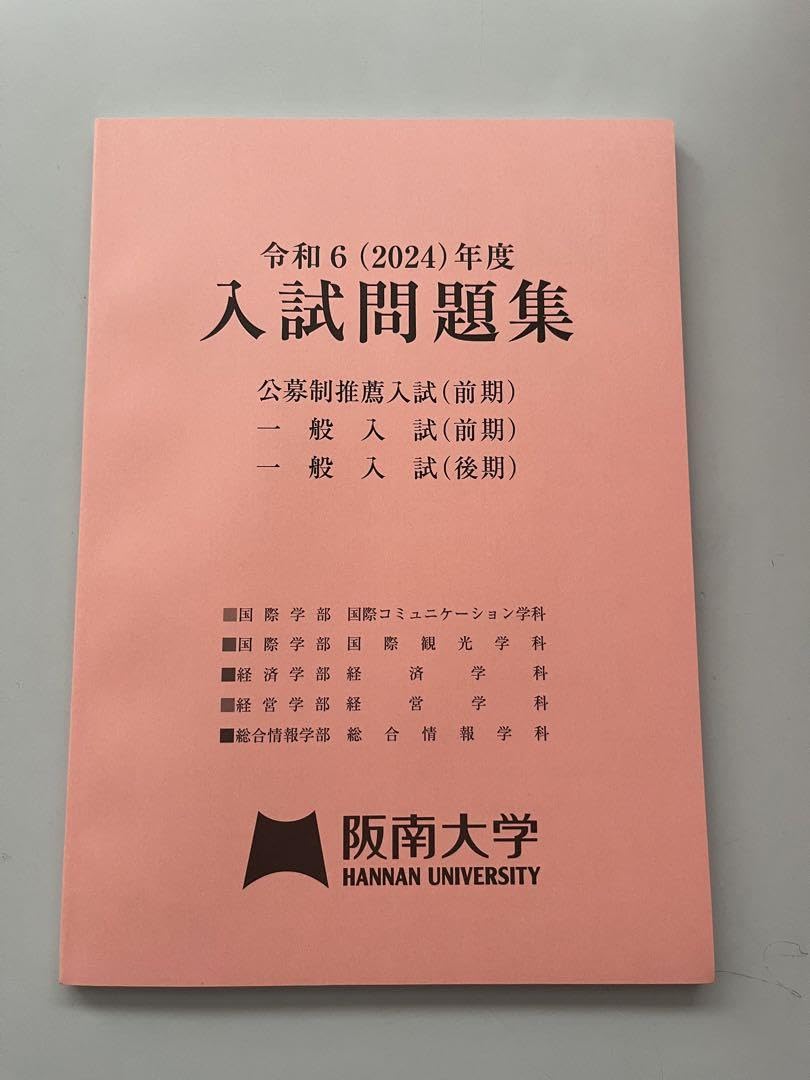 令和6(2024)年度
入試問題集
公募制推薦入試(前期)
一般入試(前期)
一般入試(後期)
■国際学部 国際コミュニケーション学科
■国際学部 国際観光学科
■経済学部 経済学科
■経営学部 経営学科
■総合情報学部 総合情報学科
阪南大学
HANNAN UNIVERSITY